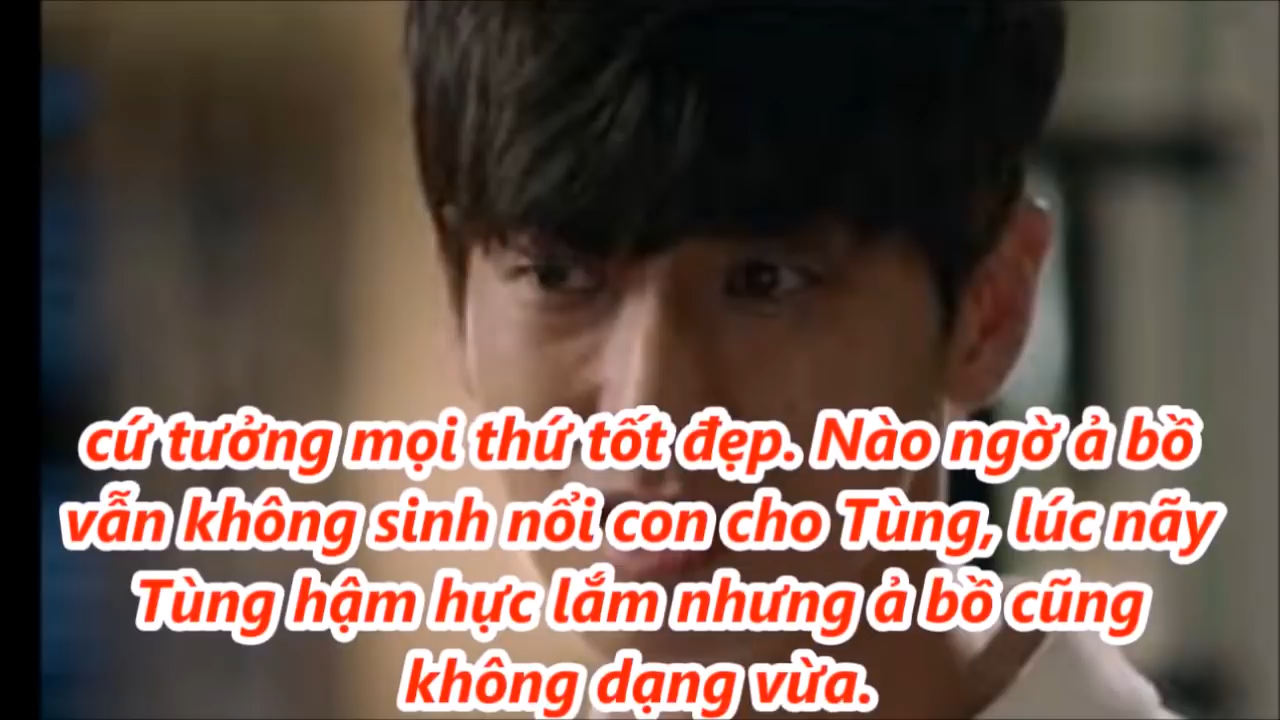 cứ tưởng mọi thứ tốt đẹp. Nào ngờ ả bồ
vẫn không sinh nổi con cho Tùng, lúc nãy
Tùng hậm hực lắm nhưng ả bồ cũng
không dạng vừa.